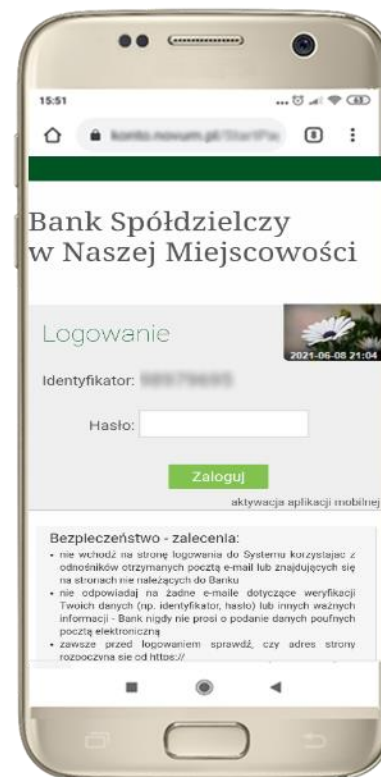 15:51
63
8
Bank Spółdzielczy
w Naszej Miejscowości
Logowanie
2021-06-08 21:04
Identyfikator:
Hasło:
Zaloguj
aktywacja aplikacji mobilnej
Bezpieczeństwo - zalecenia:
• nie wchodź na stronę logowania do Systemu korzystając z
odnośników otrzymanych pocztą e-mail lub znajdujących się
na stronach nie należących do Banku
• nie odpowiadaj na żadne e-maile dotyczące weryfikacji
Twoich danych (np. identyfikator, hasło) lub innych ważnych
informacji - Bank nigdy nie prosi o podanie danych poufnych
pocztą elektroniczną
• zawsze przed logowaniem sprawdź, czy adres strony
rozpoczyna się od https://